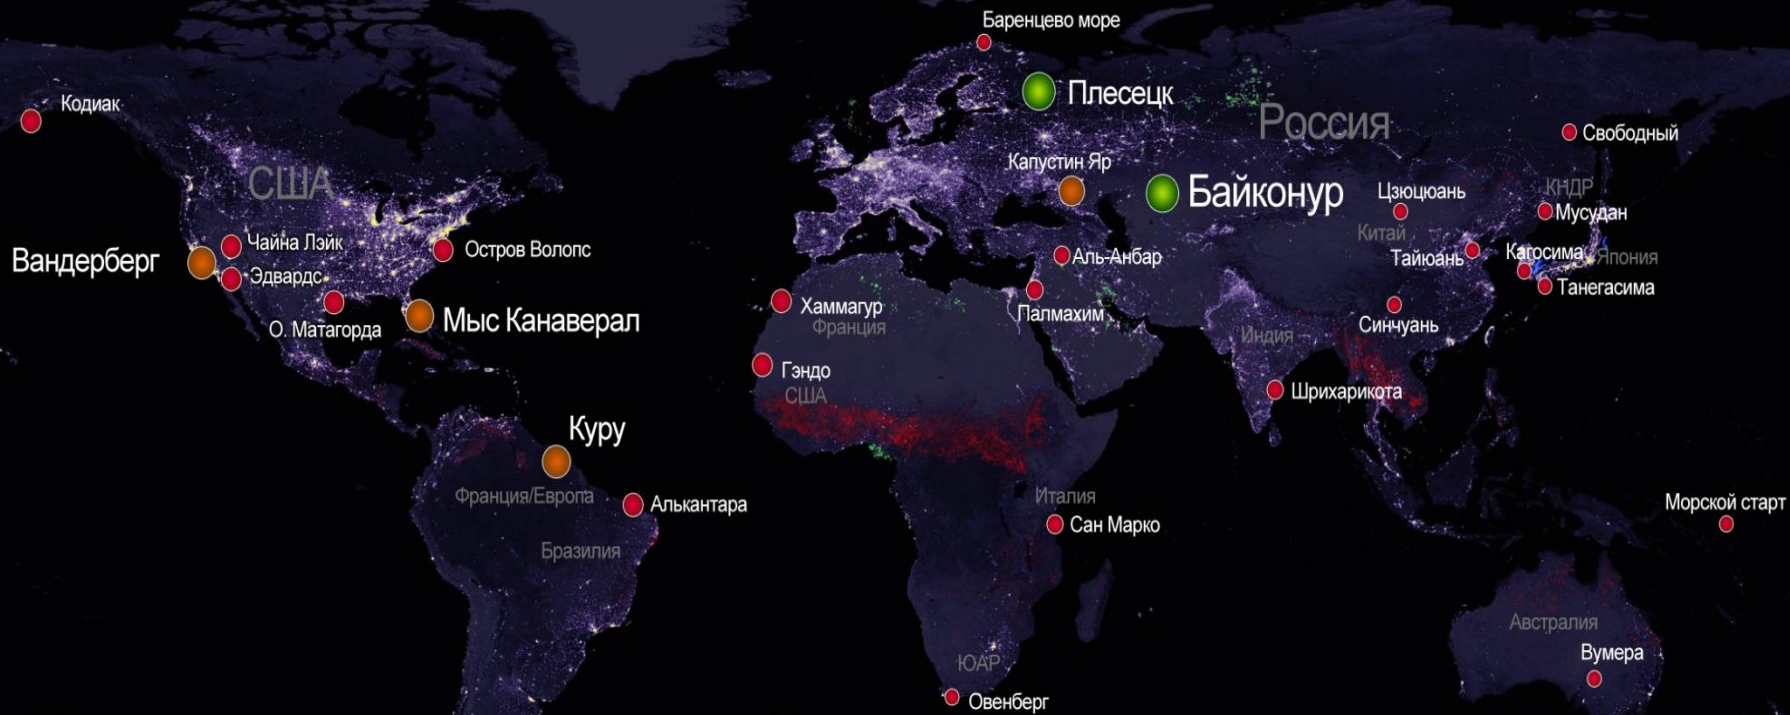 Баренцево море
Кодиак
Плесецк
Россия
Свободный
Капустин Яр
США
Байконур
Цзюцюань
КНДР
Мусудан
Китай
Чайна Лэйк
Остров Волопс
Вандерберг
Эдвардс
Аль-Анбар
Тайюань
Кагосима
Япония
Танегасима
Хаммагур
Франция
Палмахим
О. Матагорда
Мыс Канаверал
Синчуань
Индия
Гэндо
США
Шрихарикота
Куру
Франция/Европа
Алькантара
Италия
Сан Марко
Морской старт
Бразилия
Австралия
Вумера
ЮАР
Овенберг